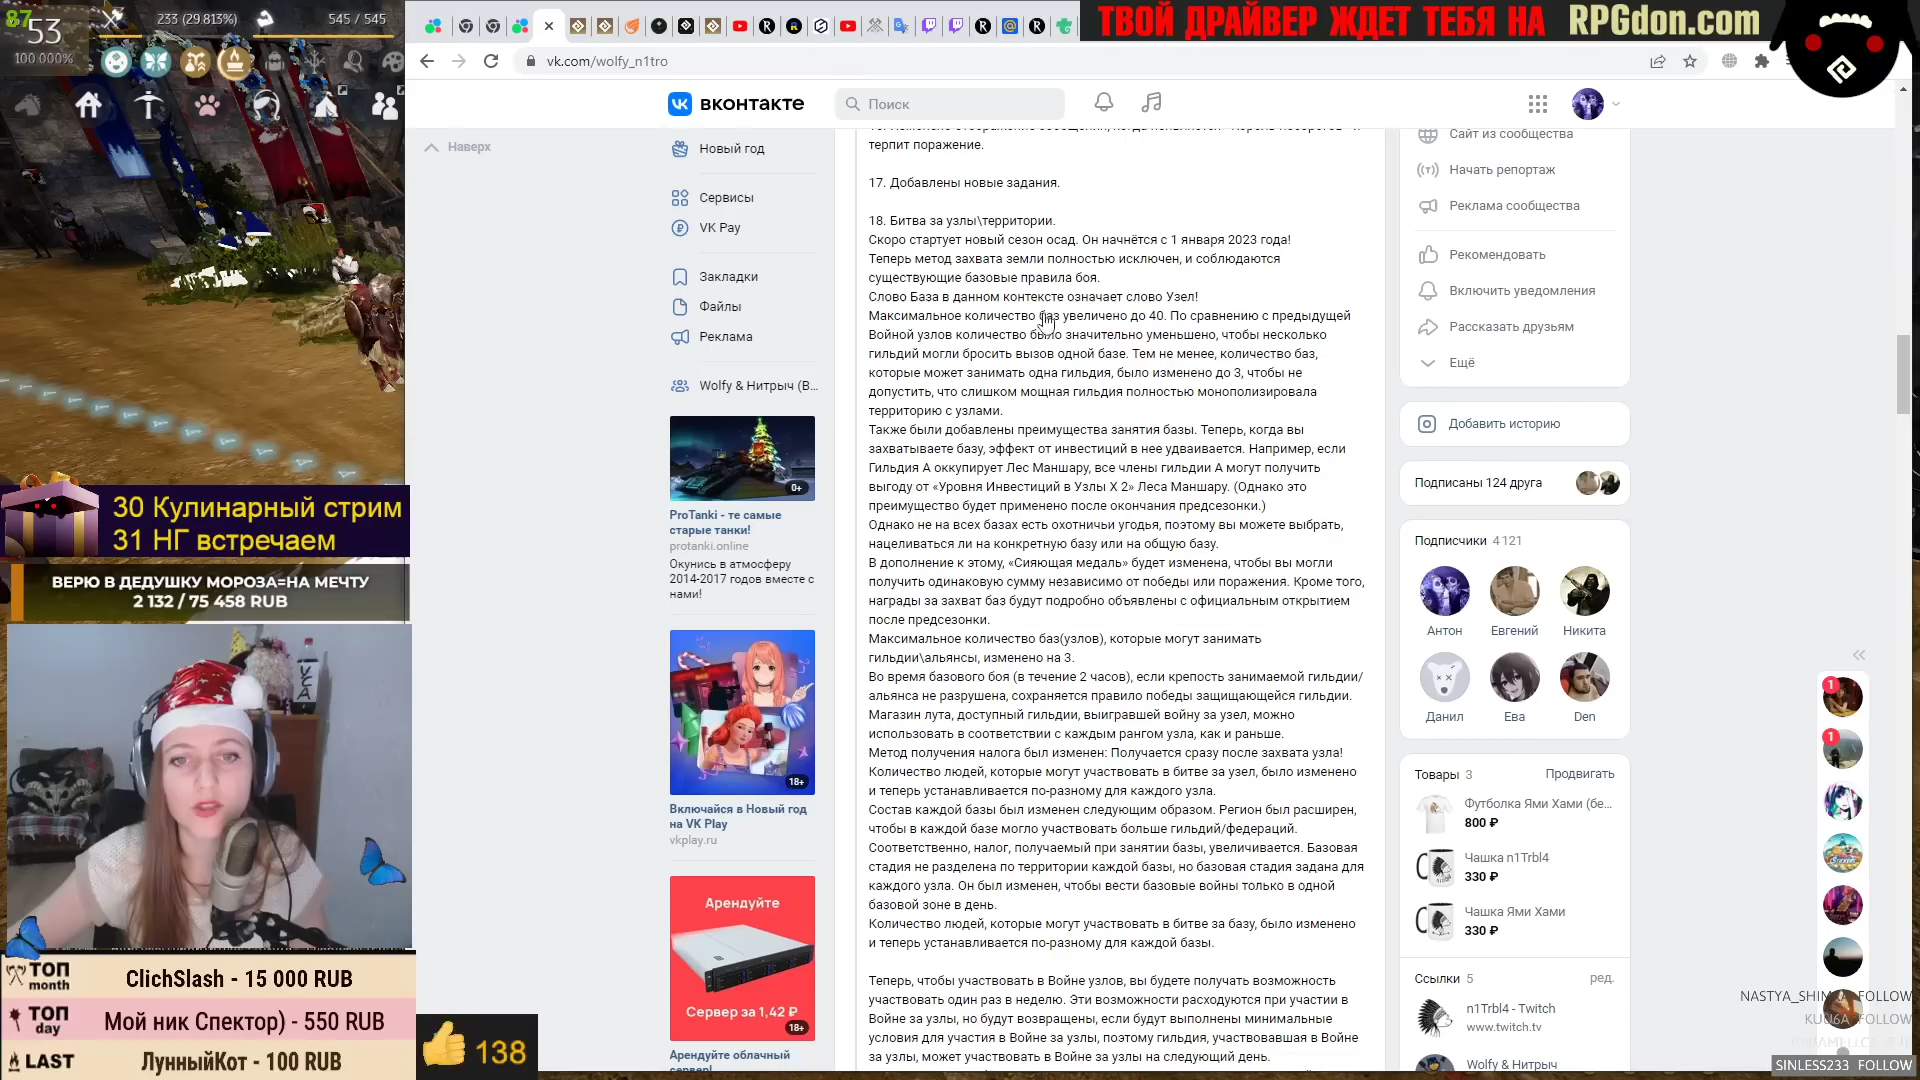 87
53
100.000%
233 (29.813%)
545 / 545
ТВОЙ ДРАЙВЕР ЖДЕТ ТЕБЯ НА RPGdon.com
vk.com/wolfy_n1tro
вконтакте
Поиск
Наверх
Новый год
Сервисы
VK Pay
Закладки
Файлы
Реклама
Wolfy & Нитрыч (В...
0+
ProTanki - те самые
старые танки!
protanki.online
Окунись в атмосферу
2014-2017 годов вместе с
нами!
18+
Включайся в Новый год
на VK Play
vkplay.ru
Арендуйте
Сервер за 1,42 ₽
18+
Арендуйте облачный
сервер!
терпит поражение.
17. Добавлены новые задания.
18. Битва за узлы\территории.
Скоро стартует новый сезон осад. Он начнётся с 1 января 2023 года!
Теперь метод захвата земли полностью исключен, и соблюдаются
существующие базовые правила боя.
Слово База в данном контексте означает слово Узел!
Максимальное количество баз увеличено до 40. По сравнению с предыдущей
Войной узлов количество было значительно уменьшено, чтобы несколько
гильдий могли бросить вызов одной базе. Тем не менее, количество баз,
которые может занимать одна гильдия, было изменено до 3, чтобы не
допустить, что слишком мощная гильдия полностью монополизировала
территорию с узлами.
Также были добавлены преимущества занятия базы. Теперь, когда вы
захватываете базу, эффект от инвестиций в нее удваивается. Например, если
Гильдия А оккупирует Лес Маншару, все члены гильдии А могут получить
выгоду от «Уровня Инвестиций в Узлы X 2» Леса Маншару. (Однако это
преимущество будет применено после окончания предсезонки.)
Однако не на всех базах есть охотничьи угодья, поэтому вы можете выбрать,
нацеливаться ли на конкретную базу или на общую базу.
В дополнение к этому, «Сияющая медаль» будет изменена, чтобы вы могли
получить одинаковую сумму независимо от победы или поражения. Кроме того,
награды за захват баз будут подробно объявлены с официальным открытием
после предсезонки.
Максимальное количество баз(узлов), которые могут занимать
гильдии\альянсы, изменено на 3.
Во время базового боя (в течение 2 часов), если крепость занимаемой гильдии/
альянса не разрушена, сохраняется правило победы защищающейся гильдии.
Магазин лута, доступный гильдии, выигравшей войну за узел, можно
использовать в соответствии с каждым рангом узла, как и раньше.
Метод получения налога был изменен: Получается сразу после захвата узла!
Количество людей, которые могут участвовать в битве за узел, было изменено
и теперь устанавливается по-разному для каждого узла.
Состав каждой базы был изменен следующим образом. Регион был расширен,
чтобы в каждой базе могло участвовать больше гильдий/федераций.
Соответственно, налог, получаемый при занятии базы, увеличивается. Базовая
стадия не разделена по территории каждой базы, но базовая стадия задана для
каждого узла. Он был изменен, чтобы вести базовые войны только в одной
базовой зоне в день.
Количество людей, которые могут участвовать в битве за базу, было изменено
и теперь устанавливается по-разному для каждой базы.
Теперь, чтобы участвовать в Войне узлов, вы будете получать возможность
участвовать один раз в неделю. Эти возможности расходуются при участии в
Войне за узлы, но будут возвращены, если будут выполнены минимальные
условия для участия в Войне за узлы, поэтому гильдия, участвовавшая в Войне
за узлы, может участвовать в Войне за узлы на следующий день.
Сайт из сообщества
Начать репортаж
Реклама сообщества
Рекомендовать
Включить уведомления
Рассказать друзьям
Ещё
Добавить историю
Подписаны 124 друга
Подписчики 4 121
Антон
Евгений
Никита
Данил
Ева
Den
Товары 3
Продвигать
Футболка Ями Хами (бе...
800 ₽
Чашка n1Trbl4
330 ₽
Чашка Ями Хами
330 ₽
Ссылки 5
ред.
n1Trbl4 - Twitch
www.twitch.tv
Wolfy & Нитрыч
1
1
SINLESS233 FOLLOW
30 Кулинарный стрим
31 НГ встречаем
ВЕРЮ В ДЕДУШКУ МОРОЗА=НА МЕЧТУ
2 132 / 75 458 RUB
ТОП month
ClichSlash - 15 000 RUB
ТОП day
Мой ник Спектор) - 550 RUB
LAST
ЛунныйКот - 100 RUB
138